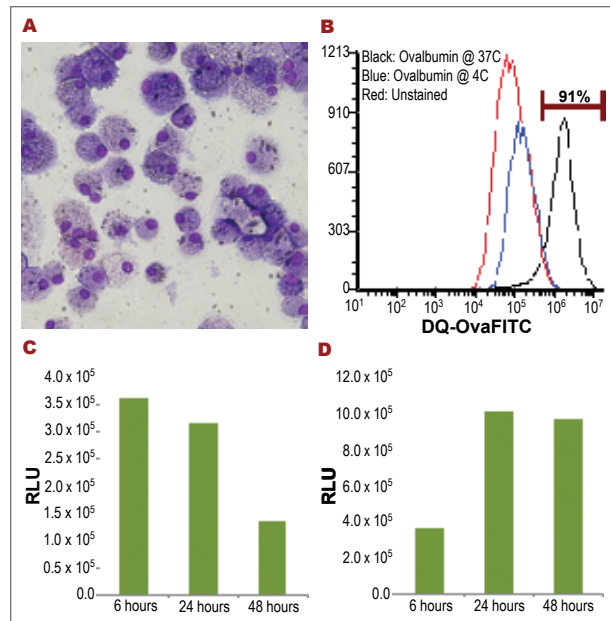 A
B
1213
910
607
303
0
Black: Ovalbumin @ 37C
Blue: Ovalbumin @ 4C
Red: Unstained
91%
10¹ 10² 10³ 10⁴ 10⁵ 10⁶ 10⁷
DQ-OvaFITC
C
4.0 x 10⁵
3.5 x 10⁵
3.0 x 10⁵
2.5 x 10⁵
2.0 x 10⁵
1.5 x 10⁵
1.0 x 10⁵
0.5 x 10⁵
0.0
RLU
6 hours 24 hours 48 hours
D
12.0 x 10⁵
10.0 x 10⁵
8.0 x 10⁵
6.0 x 10⁵
4.0 x 10⁵
2.0 x 10⁵
0.0
RLU
6 hours 24 hours 48 hours